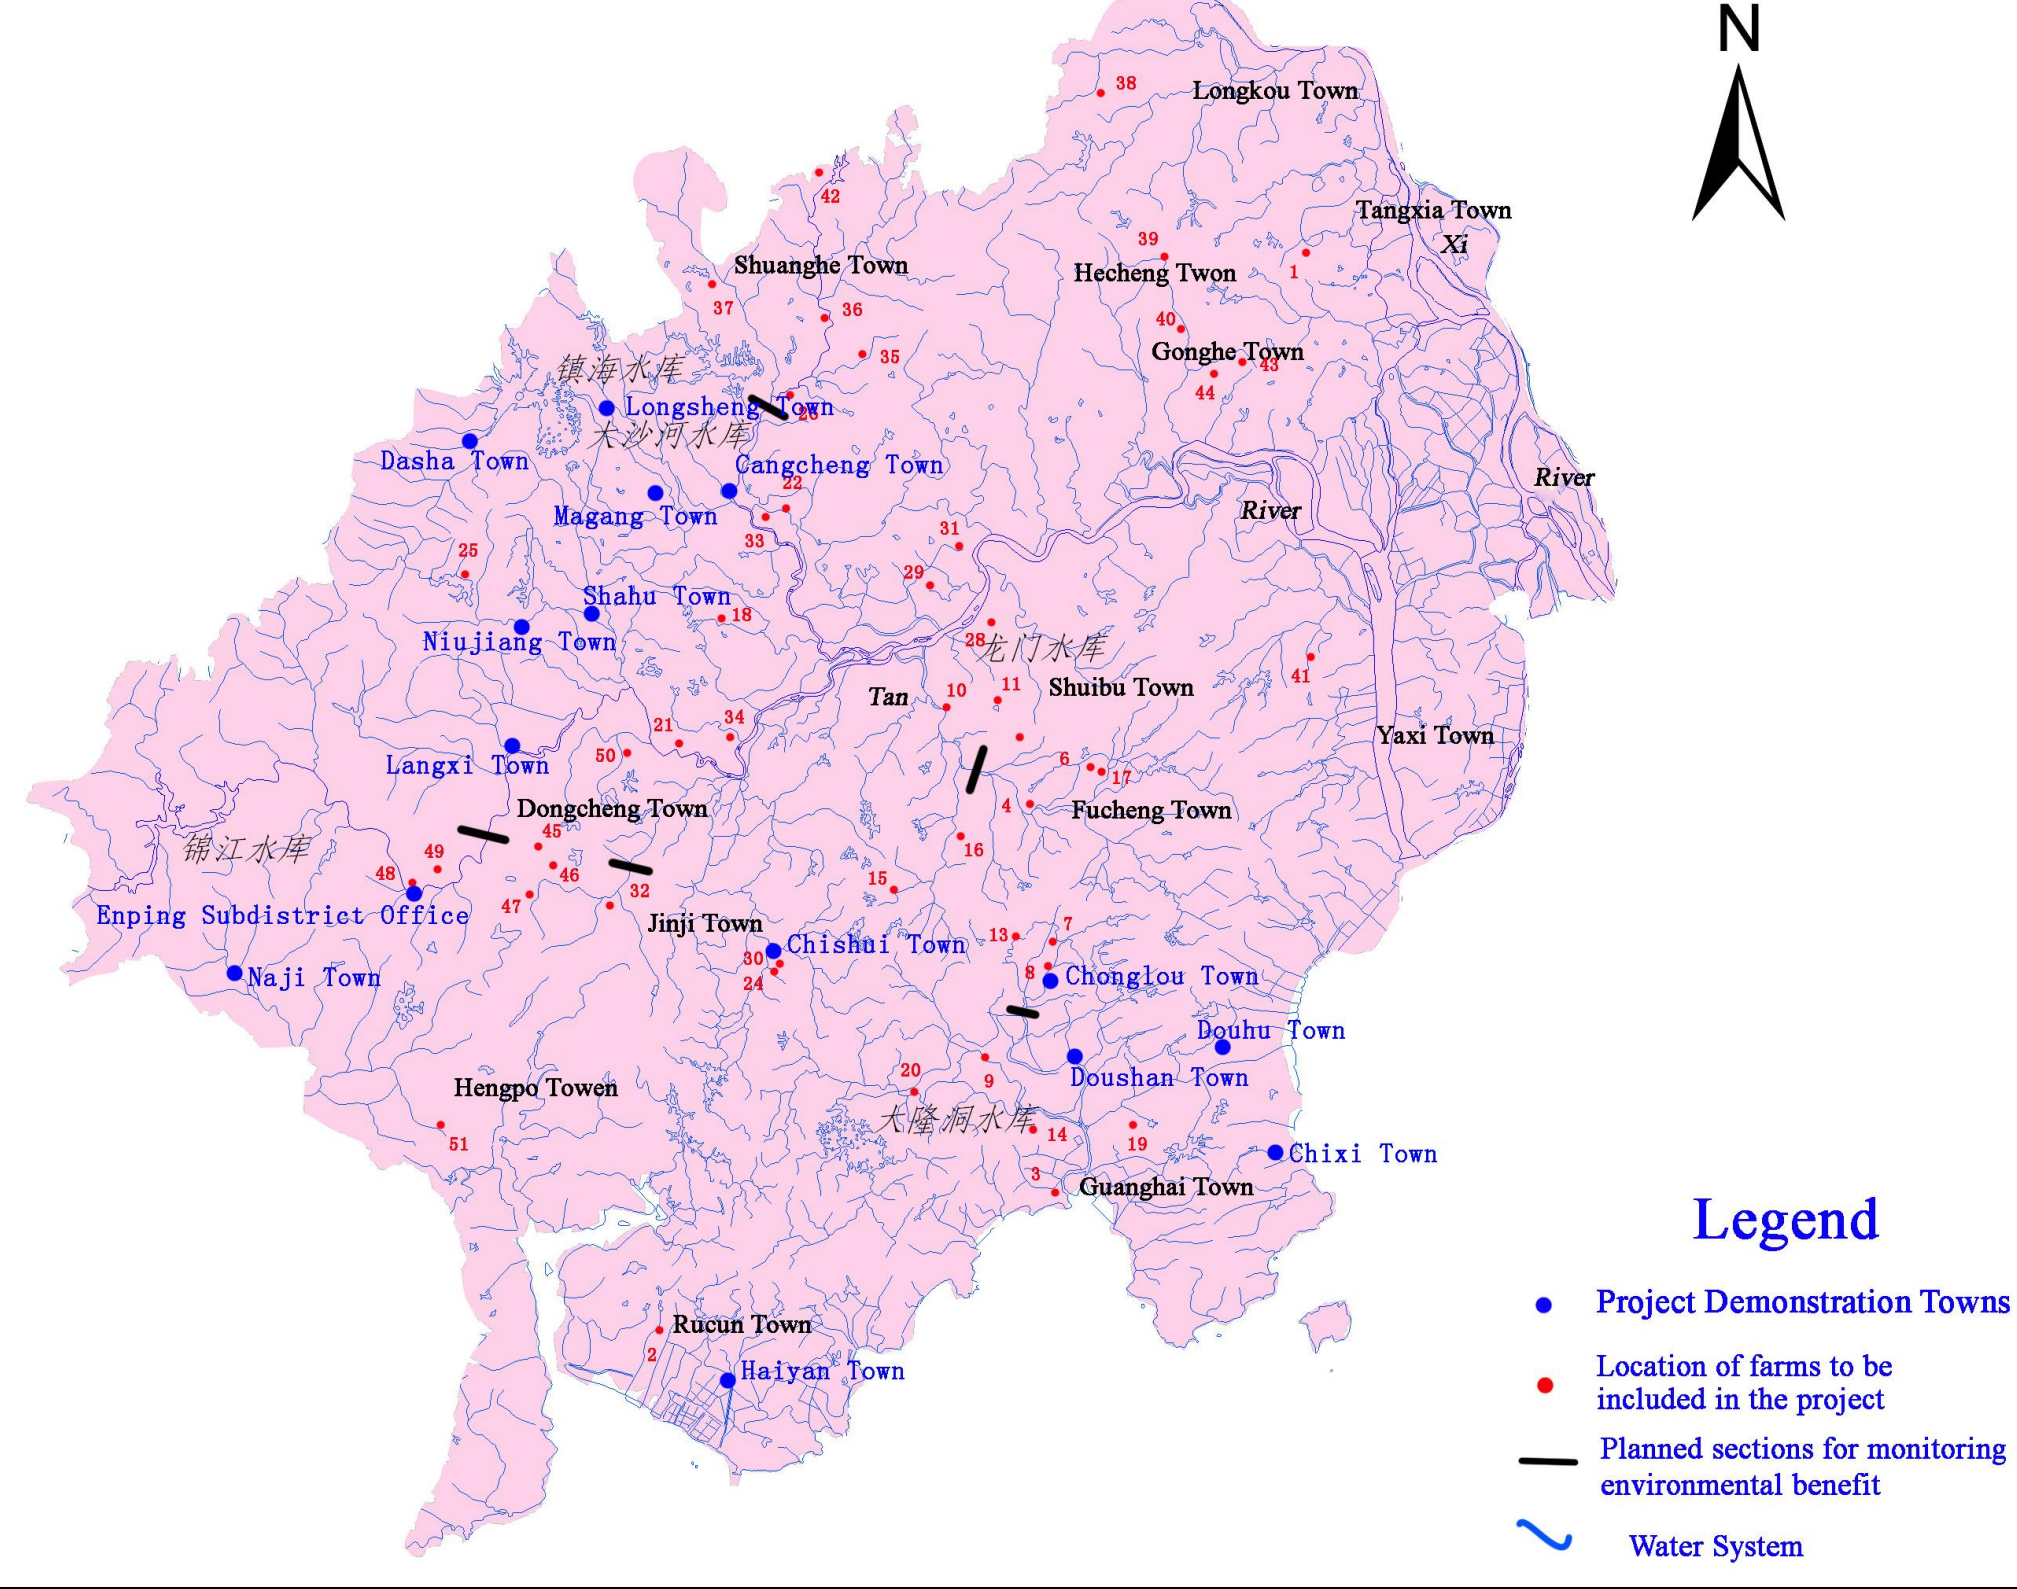 N
38
Longkou Town
42
Tangxia Town
39
Xi
Shuanghe Town
Hecheng Twon
1
37
36
40
35
Gonghe Town
43
镇海水库
44
Longsheng Town
26
大沙河水库
Dasha Town
Cangcheng Town
22
River
Magang Town
River
31
33
25
29
Shahu Town
18
28
Niujiang Town
龙门水库
41
10
11
Shuibu Town
Tan
34
21
Yaxi Town
50
6
Langxi Town
17
4
Dongcheng Town
Fucheng Town
45
锦江水库
49
16
48
46
15
32
47
Enping Subdistrict Office
Jinji Town
7
13
Chishui Town
30
8
Naji Town
Chonglou Town
24
Douhu Town
20
9
Doushan Town
Hengpo Towen
大隆洞水库
14
51
19
Chixi Town
3
Guanghai Town
Rucun Town
2
Haiyan Town
Legend
Project Demonstration Towns
Location of farms to be
included in the project
Planned sections for monitoring
environmental benefit
Water System